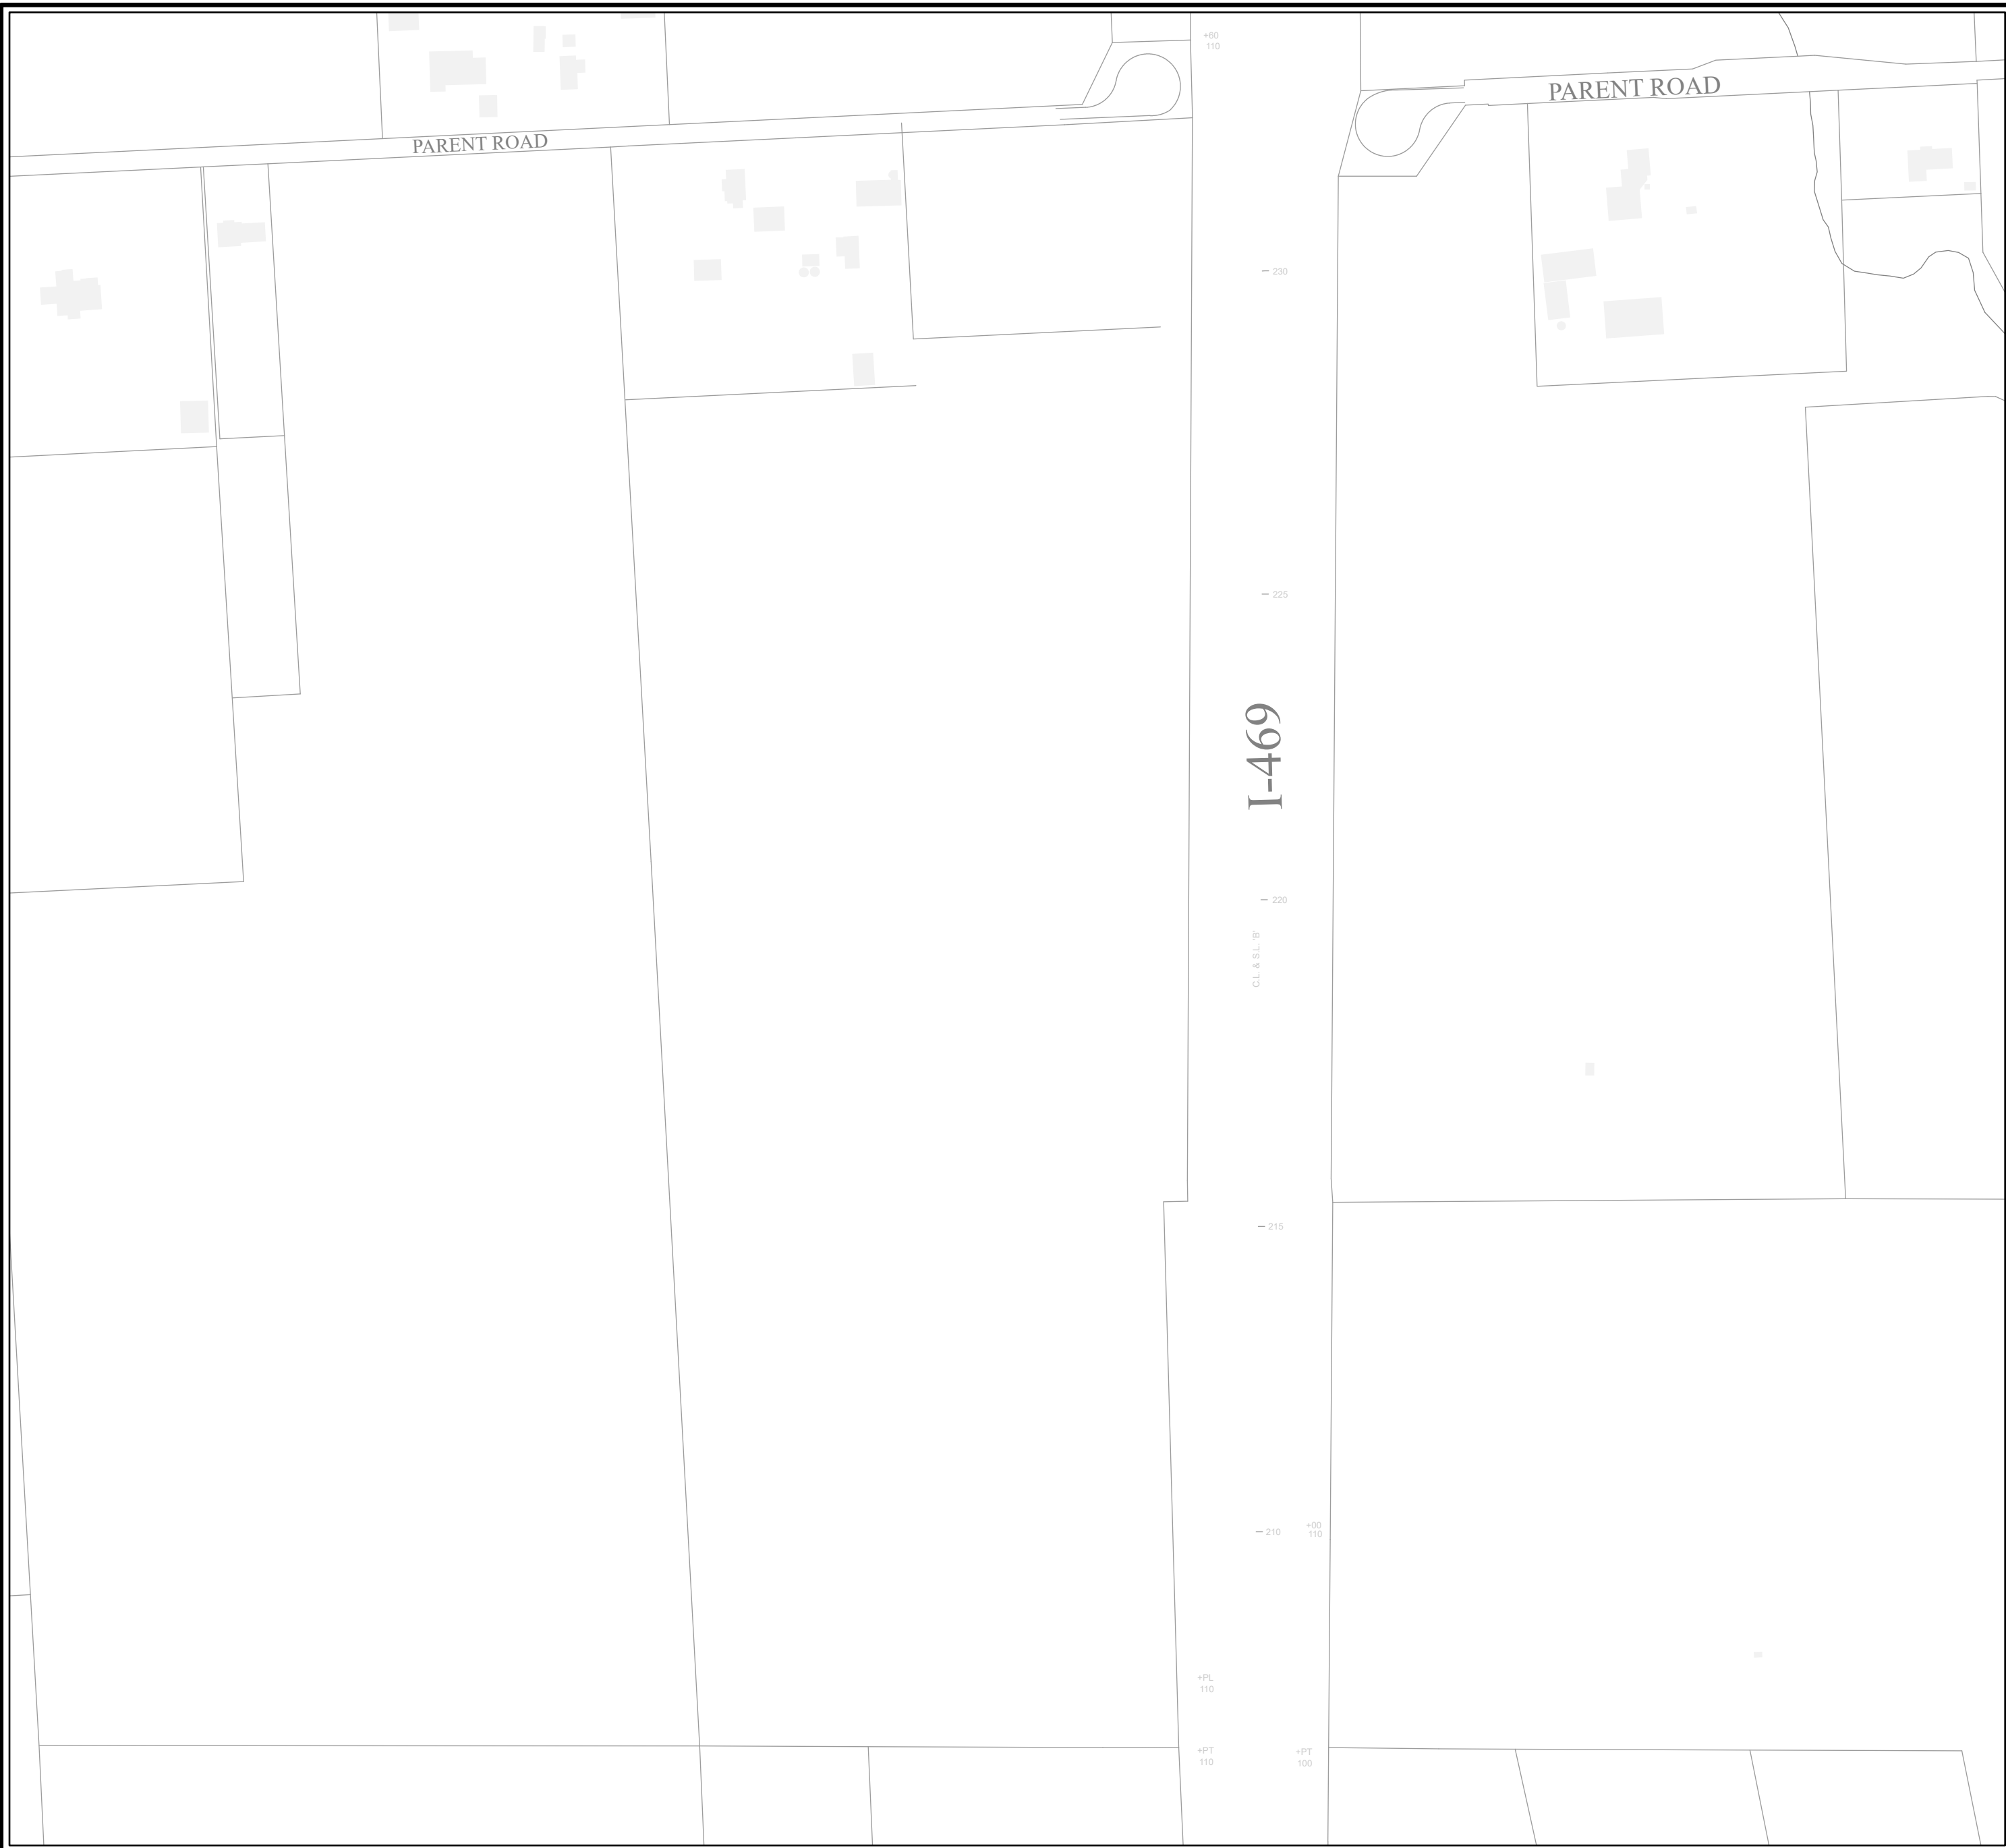 +60
110
PARENT ROAD
PARENT ROAD
230
225
I-469
220
C.L. & S.L. 'B'
215
210
+00
110
+PL
110
+PT
110
+PT
100